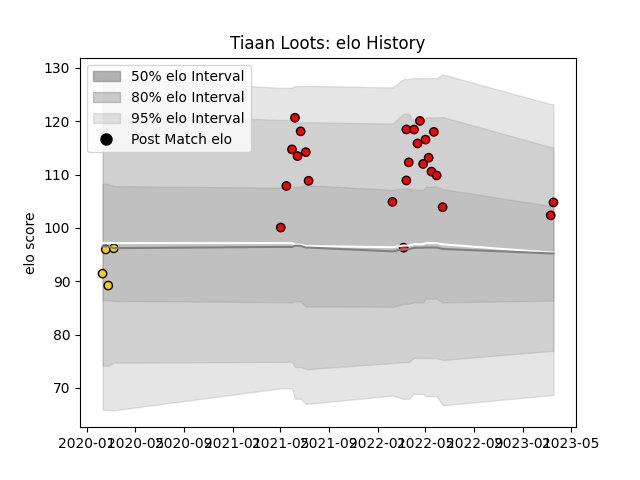 Tiaan Loots: elo History
50% elo Interval
80% elo Interval
95% elo Interval
Post Match elo
elo score
130
120
110
100
90
80
70
2020-01 2020-05 2020-09 2021-01 2021-05 2021-09 2022-01 2022-05 2022-09 2023-01 2023-05